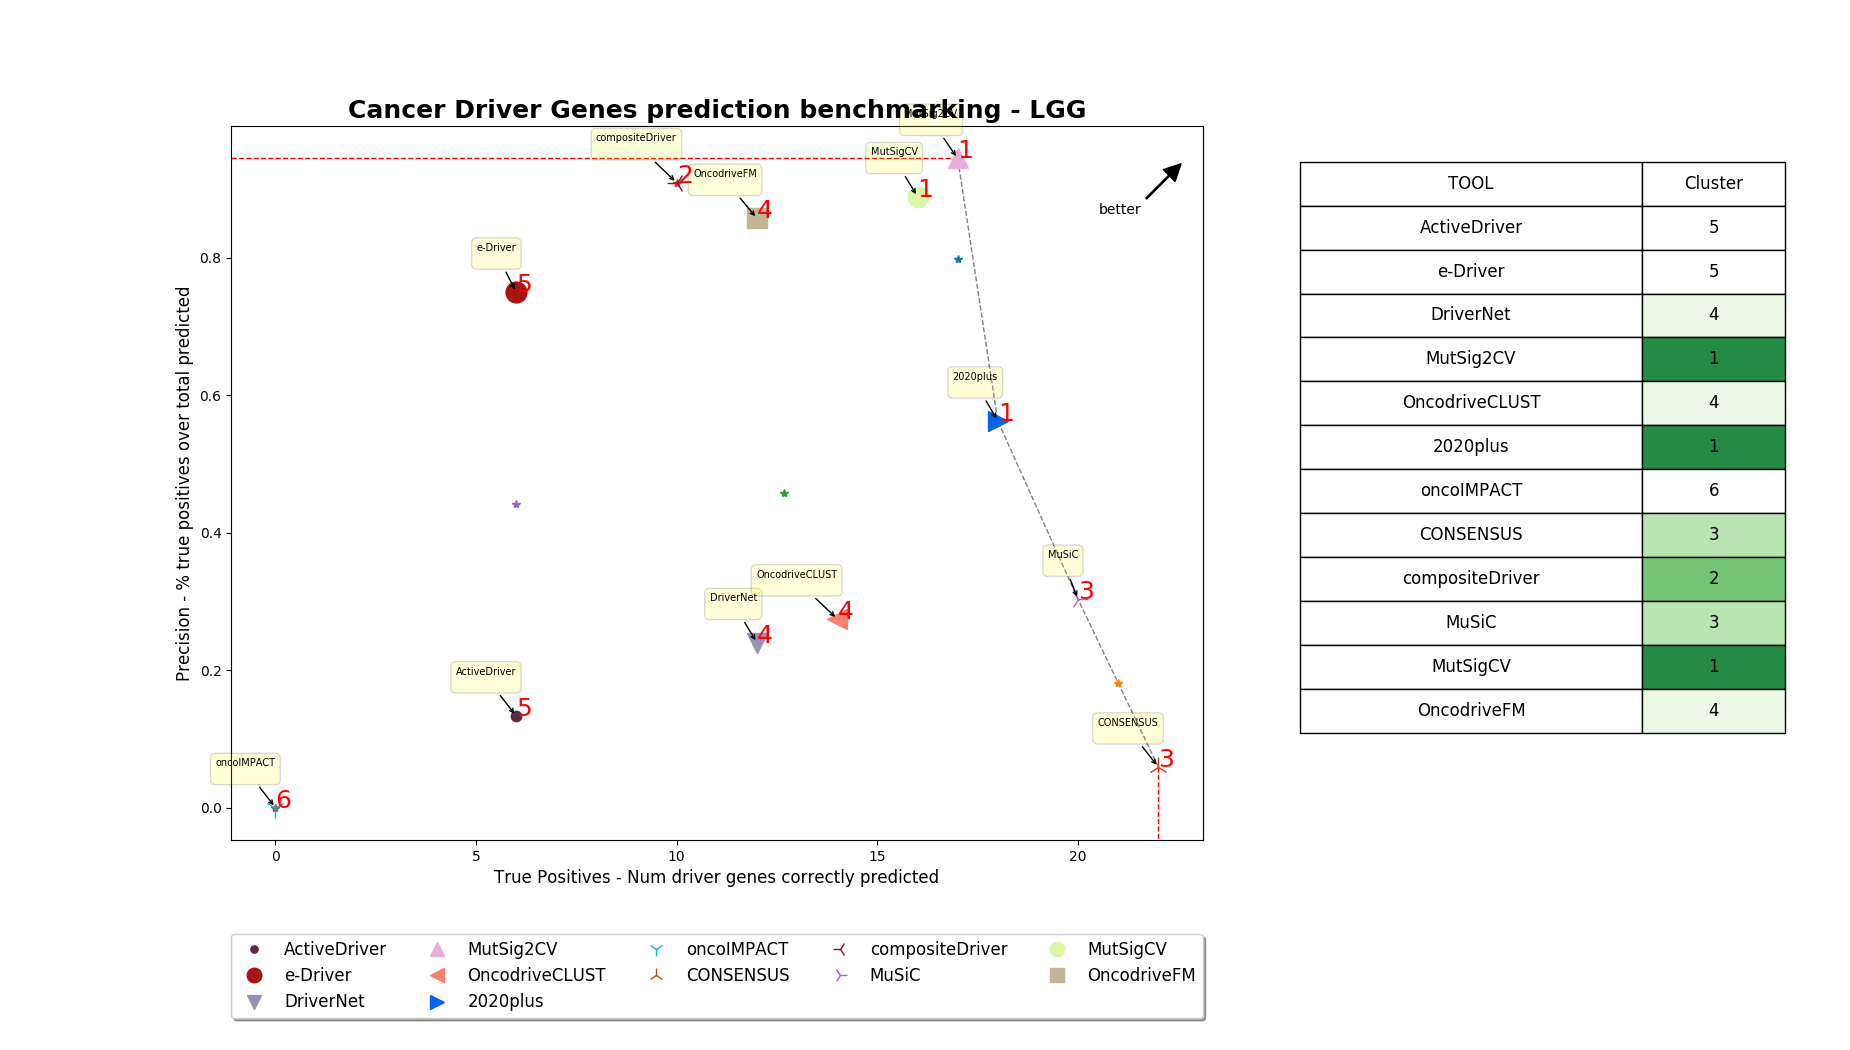 Cancer Driver Genes prediction benchmarking - LGG
MutSig2CV
1
compositeDriver
2
MutSigCV
1
OncodriveFM
4
better
e-Driver
5
2020plus
1
MuSiC
3
OncodriveCLUST
4
DriverNet
4
ActiveDriver
5
CONSENSUS
3
oncoIMPACT
6
0.8
0.6
0.4
0.2
0.0
Precision - % true positives over total predicted
0 5 10 15 20
True Positives - Num driver genes correctly predicted
ActiveDriver MutSig2CV oncoIMPACT compositeDriver MutSigCV
e-Driver OncodriveCLUST CONSENSUS MuSiC OncodriveFM
DriverNet 2020plus
TOOL Cluster
ActiveDriver 5
e-Driver 5
DriverNet 4
MutSig2CV 1
OncodriveCLUST 4
2020plus 1
oncoIMPACT 6
CONSENSUS 3
compositeDriver 2
MuSiC 3
MutSigCV 1
OncodriveFM 4